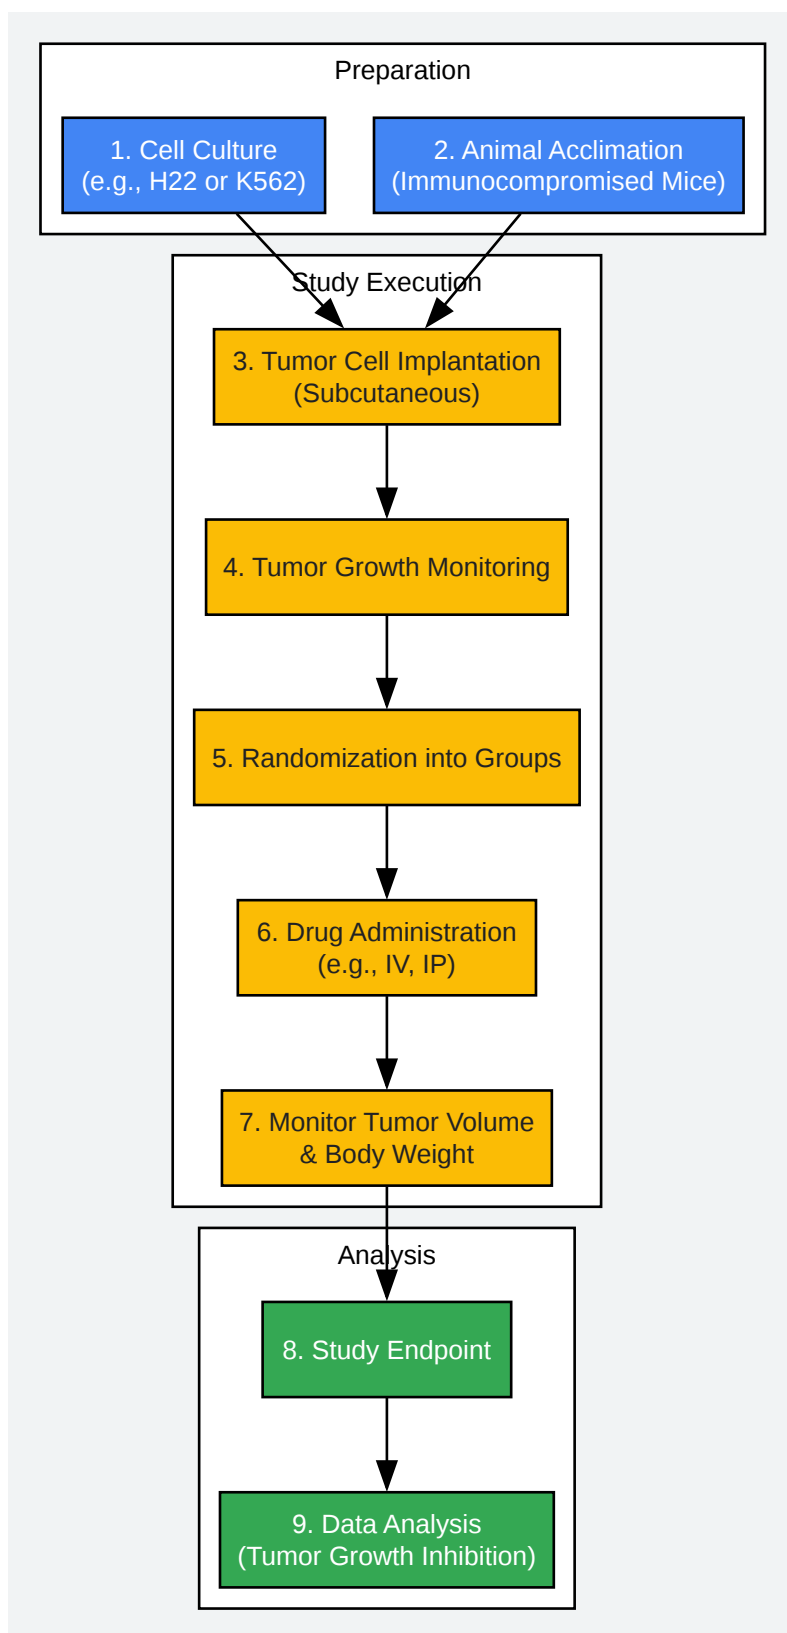 Preparation
1. Cell Culture
(e.g., H22 or K562)
2. Animal Acclimation
(Immunocompromised Mice)
Study Execution
3. Tumor Cell Implantation
(Subcutaneous)
4. Tumor Growth Monitoring
5. Randomization into Groups
6. Drug Administration
(e.g., IV, IP)
7. Monitor Tumor Volume
& Body Weight
Analysis
8. Study Endpoint
9. Data Analysis
(Tumor Growth Inhibition)